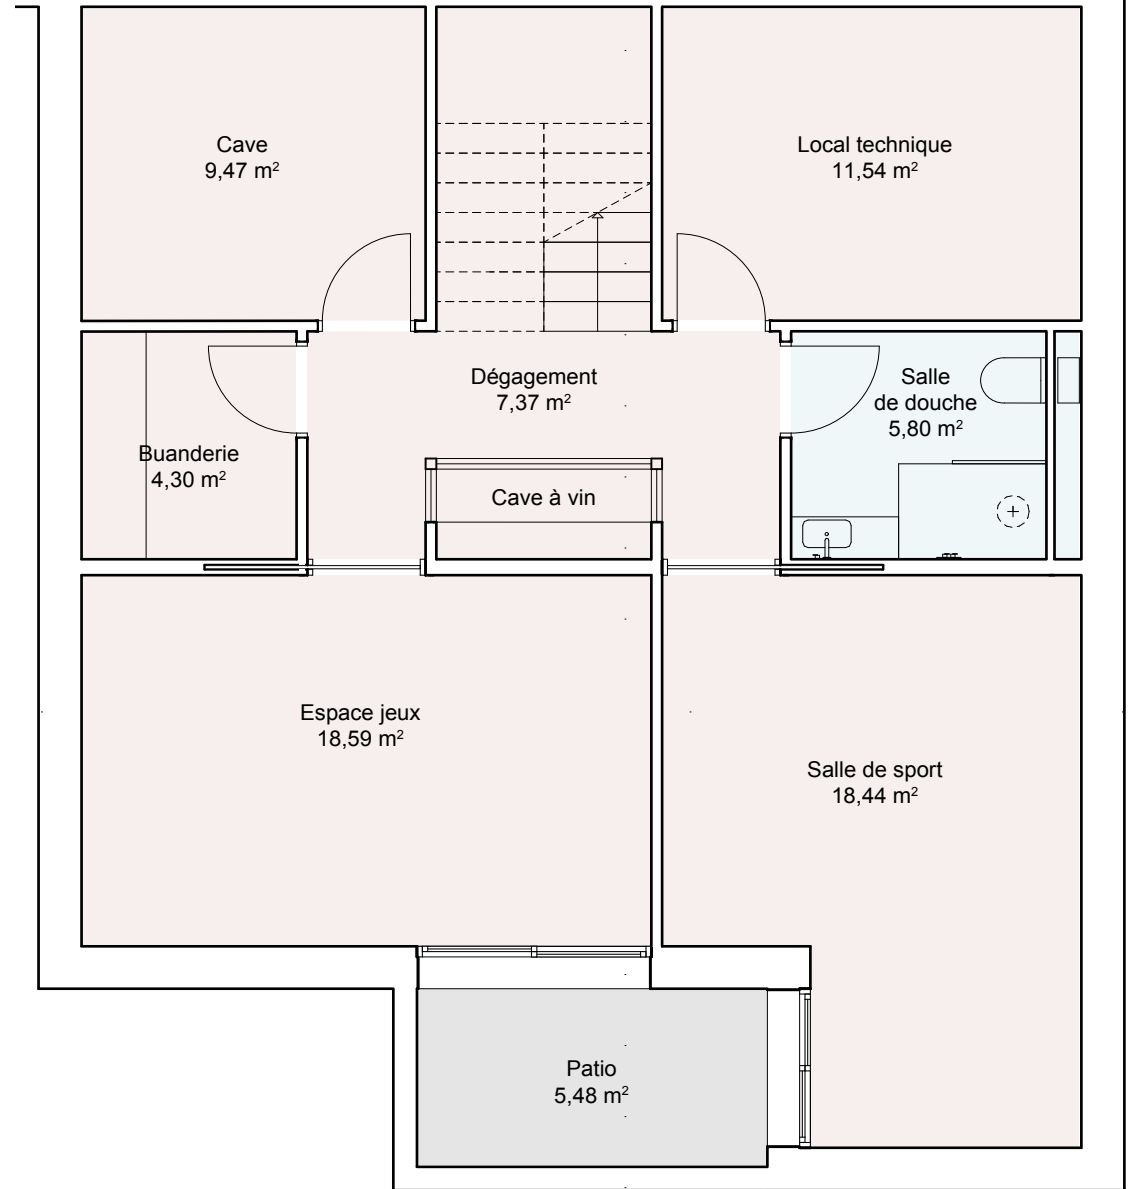 Cave
9,47 m²
Local technique
11,54 m²
Dégagement
7,37 m²
Salle
de douche
5,80 m²
Buanderie
4,30 m²
Cave à vin
Espace jeux
18,59 m²
Salle de sport
18,44 m²
Patio
5,48 m²